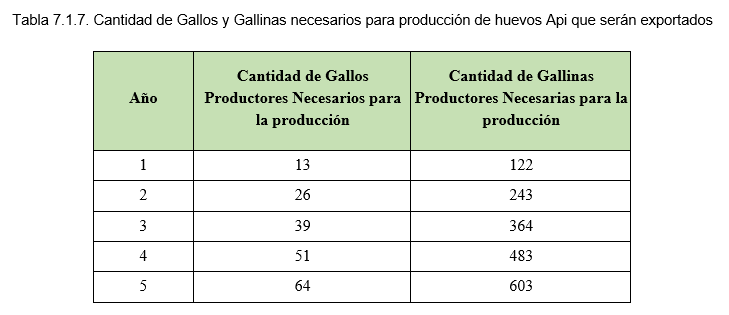 Tabla 7.1.7. Cantidad de Gallos y Gallinas necesarios para producción de huevos Api que serán exportados
Año
Cantidad de Gallos
Productores Necesarios para
la producción
Cantidad de Gallinas
Productores Necesarias para la
producción
1 13 122
2 26 243
3 39 364
4 51 483
5 64 603